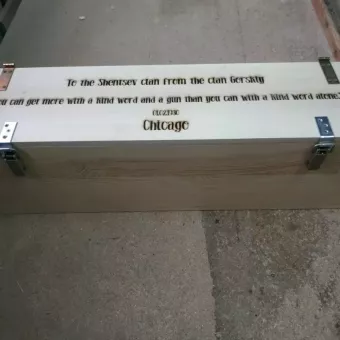 To the Shentsev clan from the clan Gerskiy
you can get more with a kind word and a gun than you can with a kind word alone."
Chicago